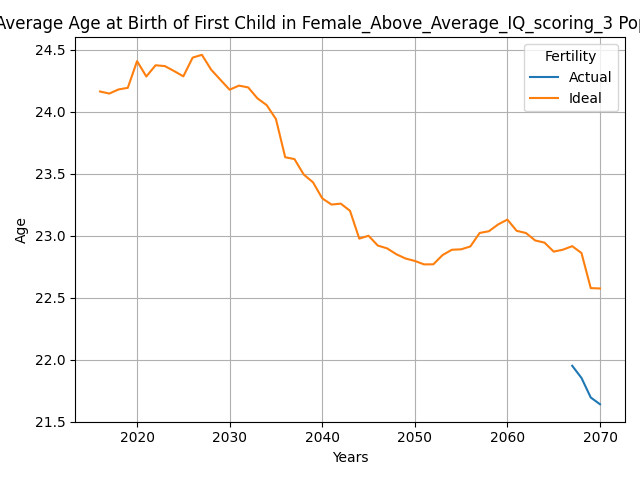 Average Age at Birth of First Child in Female_Above_Average_IQ_scoring_3 Pop
Fertility
Actual
Ideal
24.5
24.0
23.5
23.0
22.5
22.0
21.5
Age
2020 2030 2040 2050 2060 2070
Years